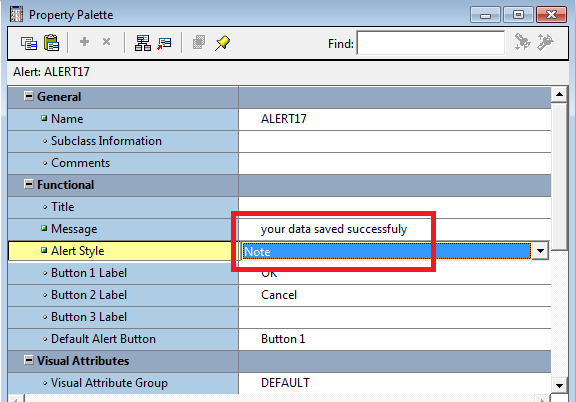 Property Palette
Find:
Alert: ALERT17
General
Name ALERT17
Subclass Information
Comments
Functional
Title
Message your data saved successfuly
Alert Style Note
Button 1 Label OK
Button 2 Label Cancel
Button 3 Label
Default Alert Button Button 1
Visual Attributes
Visual Attribute Group DEFAULT